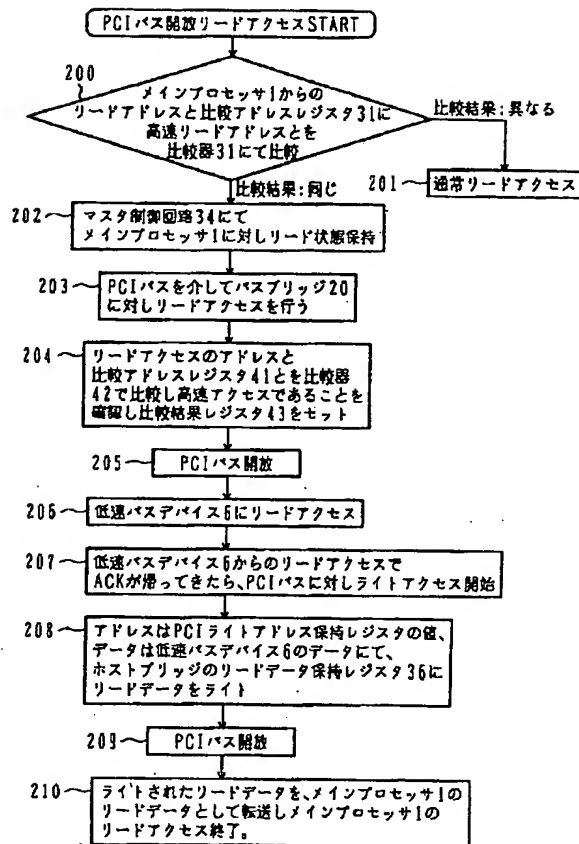 PCIバス開放リードアクセスSTART
200
メインプロセッサ1からの
リードアドレスと比較アドレスレジスタ31に
高速リードアドレスとを
比較器31にて比較
比較結果:異なる
201
通常リードアクセス
比較結果:同じ
202
マスタ制御回路34にて
メインプロセッサ1に対しリード状態保持
203
PCIバスを介してバスブリッジ20
に対しリードアクセスを行う
204
リードアクセスのアドレスと
比較アドレスレジスタ41とを比較器
42で比較し高速アクセスであることを
確認し比較結果レジスタ43をセット
205
PCIバス開放
206
低速バスデバイス6にリードアクセス
207
低速バスデバイス6からのリードアクセスで
ACKが帰ってきたら、PCIバスに対しライトアクセス開始
208
アドレスはPCIライトアドレス保持レジスタの値、
データは低速バスデバイス6のデータにて、
ホストブリッジのリードデータ保持レジスタ36に
リードデータをライト
209
PCIバス開放
210
ライトされたリードデータを、メインプロセッサ1の
リードデータとして転送しメインプロセッサ1の
リードアクセス終了。